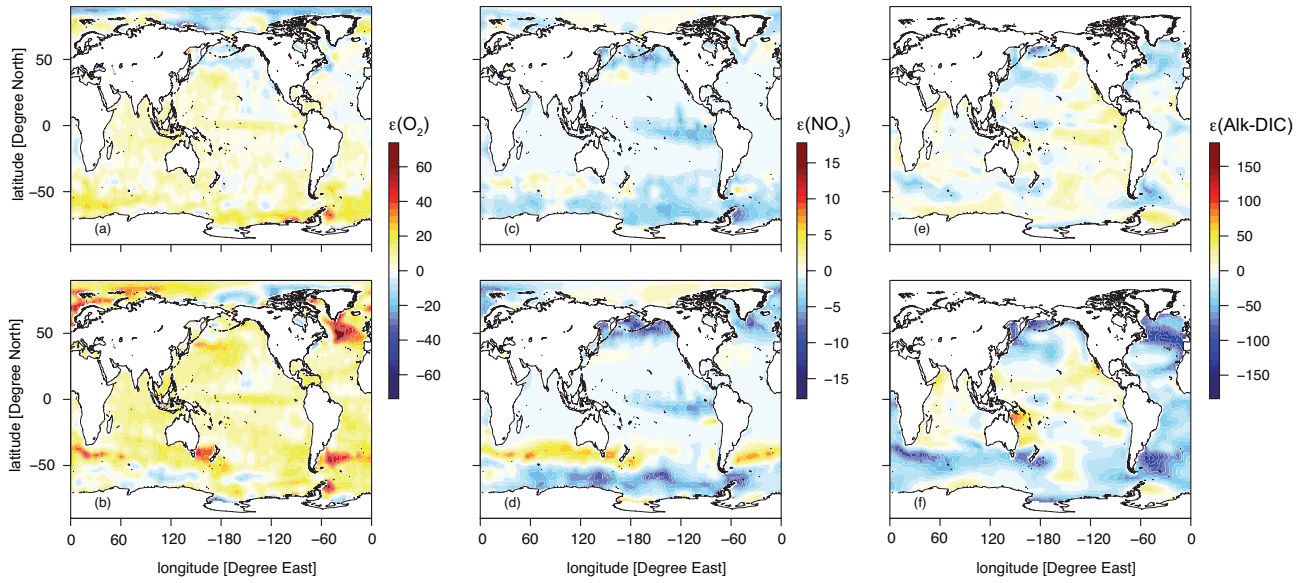 latitude [Degree North]
50
0
−50
(a)
ε(O2)
60
40
20
0
−20
−40
−60
(c)
ε(NO3)
15
10
5
0
−5
−10
−15
(e)
ε(Alk-DIC)
150
100
50
0
−50
−100
−150
latitude [Degree North]
50
0
−50
(b)
(d)
(f)
0 60 120 −180 −60 0
0 60 120 −180 −60 0
0 60 120 −180 −60 0
longitude [Degree East]
longitude [Degree East]
longitude [Degree East]